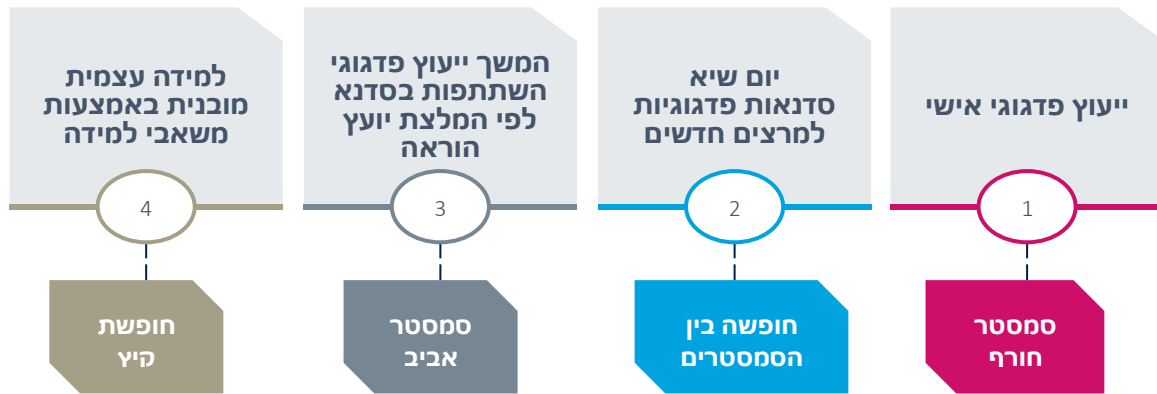 ייעוץ פדגוגי אישי
1
סמסטר
חורף
יום שיא
סדנאות פדגוגיות
למרצים חדשים
2
חופשה בין
הסמסטרים
המשך ייעוץ פדגוגי
השתתפות בסדנא
לפי המלצת יועץ
הוראה
3
סמסטר
אביב
למידה עצמית
מובנית באמצעות
משאבי למידה
4
חופשת
קיץ